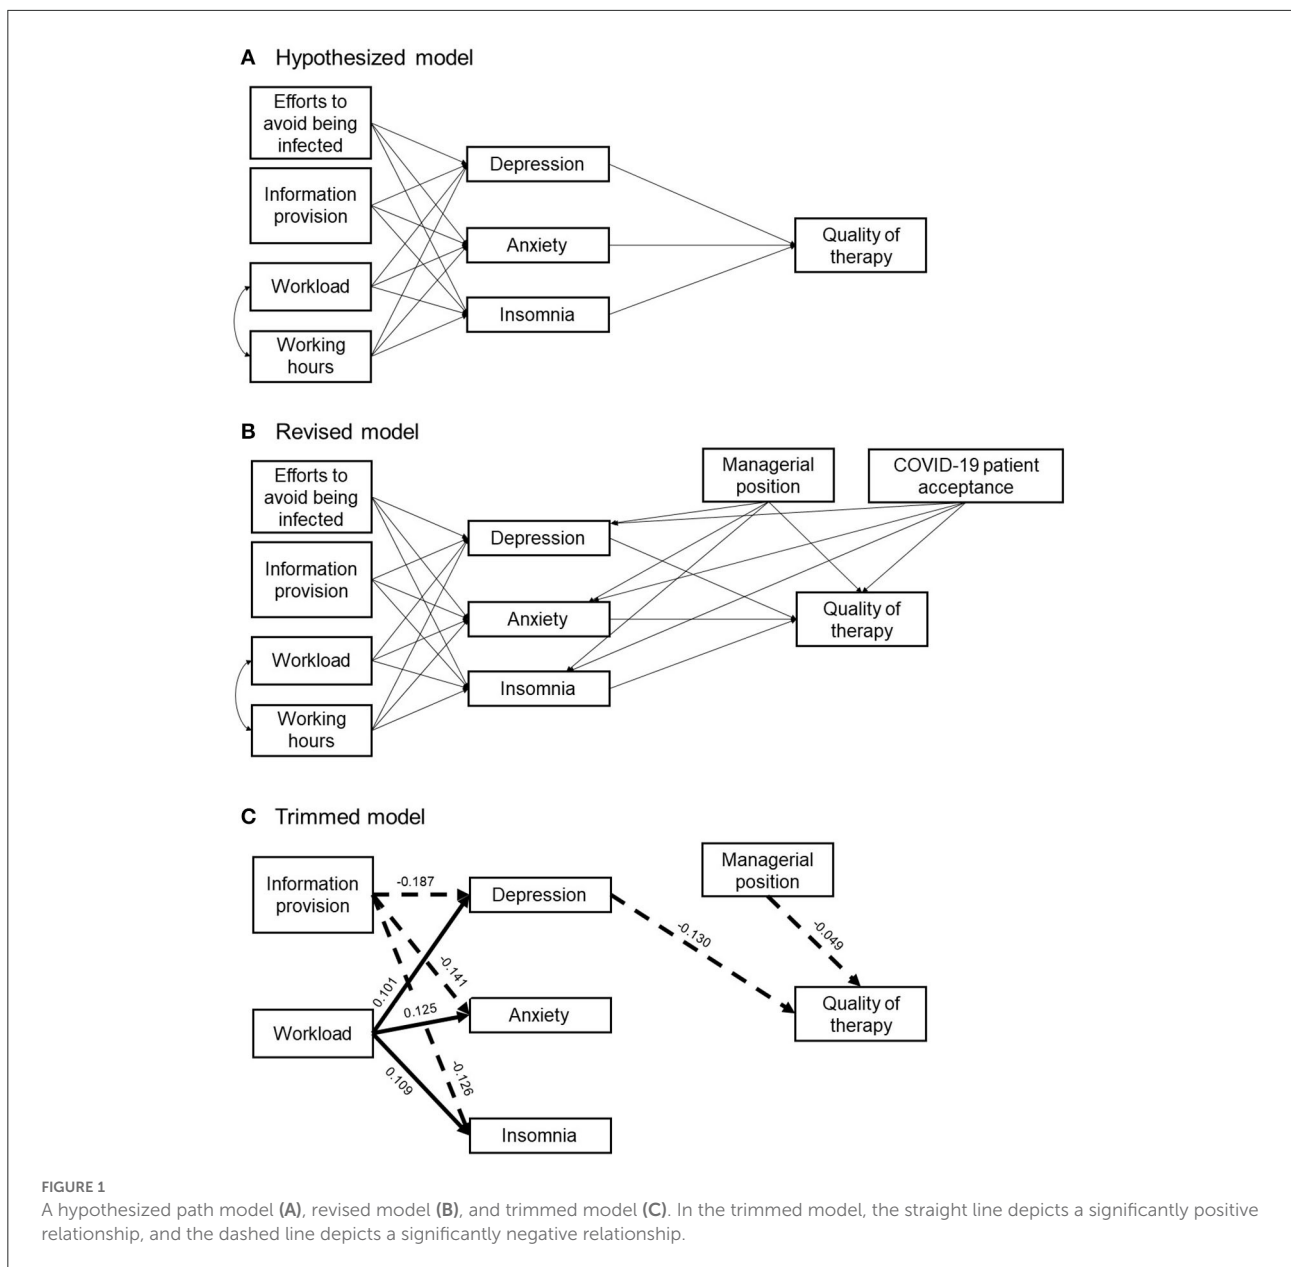 A Hypothesized model
Efforts to
avoid being
infected
Information
provision
Workload
Working
hours
Depression
Anxiety
Insomnia
Quality of
therapy
B Revised model
Efforts to
avoid being
infected
Information
provision
Workload
Working
hours
Depression
Anxiety
Insomnia
Managerial
position
COVID-19 patient
acceptance
Quality of
therapy
C Trimmed model
Information
provision
Workload
-0.187
-0.141
0.101
0.125
-0.126
0.109
Depression
Anxiety
Insomnia
Managerial
position
-0.130
-0.049
Quality of
therapy
FIGURE 1
A hypothesized path model (A), revised model (B), and trimmed model (C). In the trimmed model, the straight line depicts a significantly positive
relationship, and the dashed line depicts a significantly negative relationship.